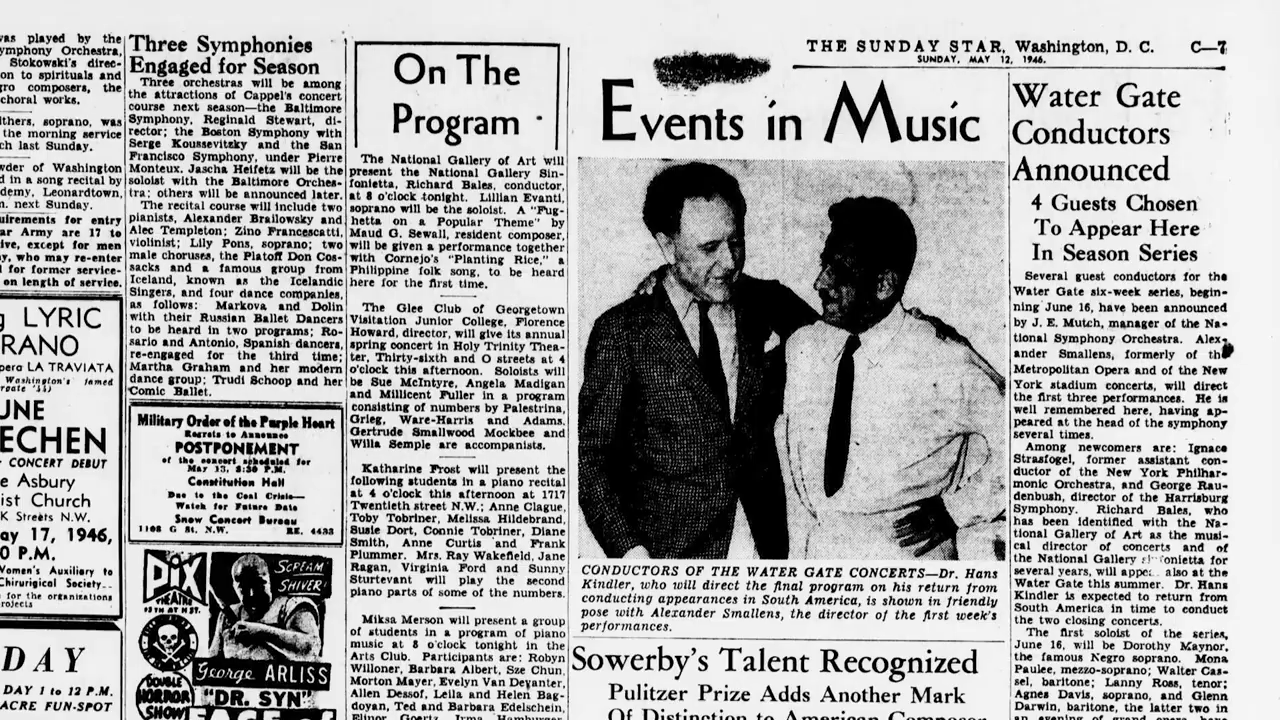 was played by the
ymphony Orchestra,
Stokowski's direc-
on to spirituals and
gro composers, the
choral works.
ithers, soprano, was
the morning service
ch last Sunday.
wder of Washington
d in a song recital by
demy, Leonardtown,
n. next Sunday.
uirements for entry
ar Army are 17 to
ive, except for men
y, who may re-enter
l for former service-
on length of service.
g LYRIC
RANO
pera LA TRAVIATA
Washington's famed
UNE
ECHEN
CONCERT DEBUT
e Asbury
ist Church
K Streets N.W.
ay 17, 1946,
0 P.M.
Women's Auxiliary to
Chirurigical Society--
for the organizations
rojects
DAY
DAY 1 to 12 P.M.
ACRE FUN-SPOT
Three Symphonies
Engaged for Season
Three orchestras will be among
the attractions of Cappel's concert
course next season—the Baltimore
Symphony, Reginald Stewart, di-
rector; the Boston Symphony with
Serge Koussevitzky and the San
Francisco Symphony, under Pierre
Monteux. Jascha Heifetz will be the
soloist with the Baltimore Orches-
tra; others will be announced later.
The recital course will include two
pianists, Alexander Brailowsky and
Alec Templeton; Zino Francescatti,
violinist; Lily Pons, soprano; two
male choruses, the Platoff Don Cos-
sacks and a famous group from
Iceland, known as the Icelandic
Singers, and four dance companies,
as follows: Markova and Dolin
with their Russian Ballet Dancers
to be heard in two programs; Ro-
sario and Antonio, Spanish dancers,
re-engaged for the third time;
Martha Graham and her modern
dance group; Trudi Schoop and her
Comic Ballet.
Military Order of the Purple Heart
Regrets to Announce
POSTPONEMENT
of the concert scheduled for
May 13, 8:30 P.M.
Constitution Hall
Due to the Coal Crisis—
Watch for Future Date
Snow Concert Bureau
1108 G St. N.W. RE. 4433
DIX
THEATRE
SCREAM
SHIVER!
George ARLISS
DOUBLE
HORROR
SHOW
"DR. SYN"
On The
Program
The National Gallery of Art will
present the National Gallery Sin-
fonietta, Richard Bales, conductor,
at 8 o'clock tonight. Lillian Evanti,
soprano will be the soloist. A "Fug-
hetta on a Popular Theme" by
Maud G. Sewall, resident composer,
will be given a performance together
with Cornejo's "Planting Rice," a
Philippine folk song, to be heard
here for the first time.
The Glee Club of Georgetown
Visitation Junior College, Florence
Howard, director, will give its annual
spring concert in Holy Trinity Thea-
ter, Thirty-sixth and O streets at 4
o'clock this afternoon. Soloists will
be Sue McIntyre, Angela Madigan
and Millicent Fuller in a program
consisting of numbers by Palestrina,
Grieg, Ware-Harris and Adams.
Gertrude Smallwood Mockbee and
Willa Semple are accompanists.
Katharine Frost will present the
following students in a piano recital
at 4 o'clock this afternoon at 1717
Twentieth street N.W.; Anne Clague,
Toby Tobriner, Melissa Hildebrand,
Susie Dort, Connie Tobriner, Diane
Smith, Anne Curtis and Frank
Plummer. Mrs. Ray Wakefield, Jane
Ragan, Virginia Ford and Sunny
Sturtevant will play the second
piano parts of some of the numbers.
Miksa Merson will present a group
of students in a program of piano
music at 8 o'clock tonight in the
Arts Club. Participants are: Robyn
Willoner, Barbara Albert, Sze Chun,
Morton Mayer, Evelyn Van Deyanter,
Allen Dessof, Leila and Helen Bag-
doyan, Ted and Barbara Edelschein,
Elinor Goertz, Irma Hamburger,
THE SUNDAY STAR, Washington, D. C. C—7
SUNDAY, MAY 12, 1946.
Events in Music
CONDUCTORS OF THE WATER GATE CONCERTS—Dr. Hans
Kindler, who will direct the final program on his return from
conducting appearances in South America, is shown in friendly
pose with Alexander Smallens, the director of the first week's
performances.
Sowerby's Talent Recognized
Pulitzer Prize Adds Another Mark
Of Distinction to American Composer
Water Gate
Conductors
Announced
4 Guests Chosen
To Appear Here
In Season Series
Several guest conductors for the
Water Gate six-week series, begin-
ning June 16, have been announced
by J. E. Mutch, manager of the Na-
tional Symphony Orchestra. Alex-
ander Smallens, formerly of the
Metropolitan Opera and of the New
York stadium concerts, will direct
the first three performances. He is
well remembered here, having ap-
peared at the head of the symphony
several times.
Among newcomers are: Ignace
Strasfogel, former assistant con-
ductor of the New York Philhar-
monic Orchestra, and George Rau-
denbush, director of the Harrisburg
Symphony. Richard Bales, who
has been identified with the Na-
tional Gallery of Art as the musi-
cal director of concerts and of
the National Gallery
several years, will also at the
Water Gate this summer. Dr. Hans
Kindler is expected to return from
South America in time to conduct
the two closing concerts.
The first soloist of the series,
June 16, will be Dorothy Maynor,
the famous Negro soprano. Mona
Paulee, mezzo-soprano; Walter Cas-
sel, baritone; Lanny Ross, tenor;
Agnes Davis, soprano, and Glenn
Darwin, baritone, the latter two in